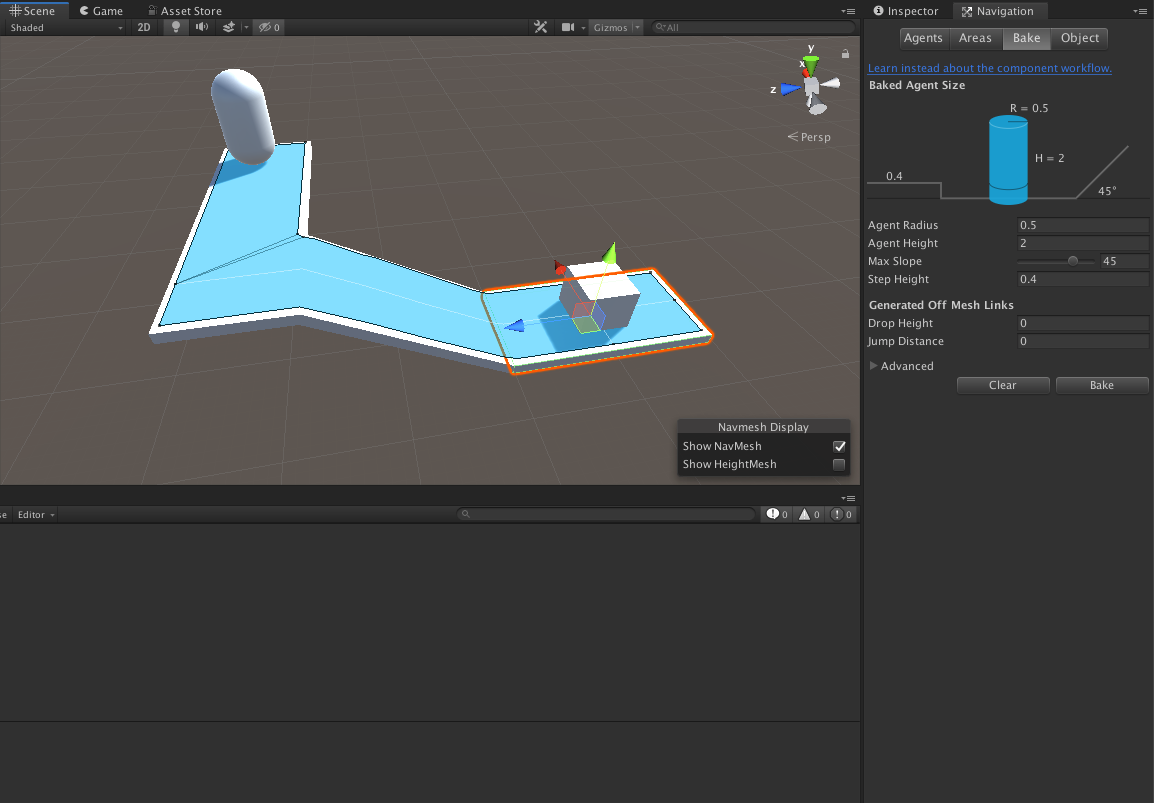 Scene Game Asset Store
Shaded 2D 0 Gizmos All
y
x
z
Persp
Navmesh Display
Show NavMesh
Show HeightMesh
se Editor 0 0 0
Inspector Navigation
Agents Areas Bake Object
Learn instead about the component workflow.
Baked Agent Size
R = 0.5
H = 2
0.4
45°
Agent Radius 0.5
Agent Height 2
Max Slope 45
Step Height 0.4
Generated Off Mesh Links
Drop Height 0
Jump Distance 0
Advanced
Clear Bake